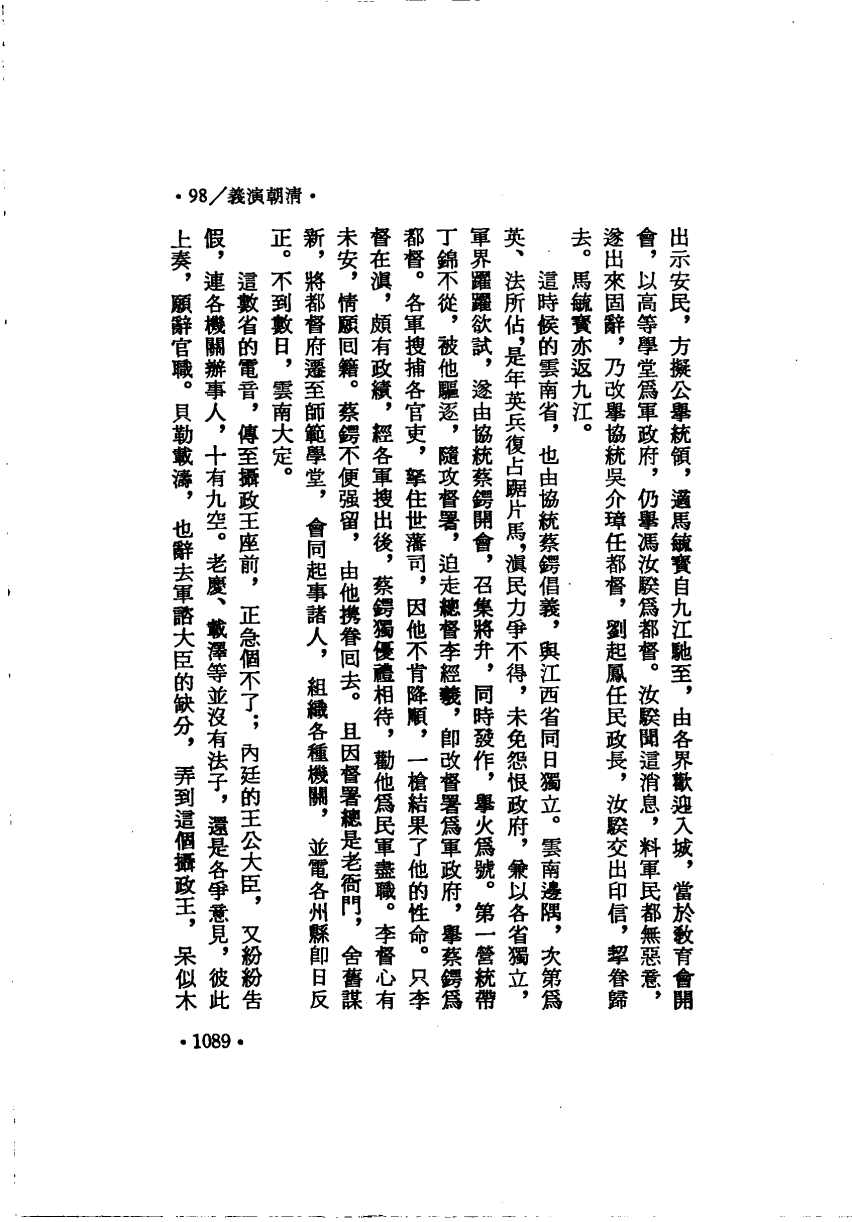 •98／義演朝清•
出示安民，方擬公舉統領，適馬毓寶自九江馳至，由各界歡迎入城，當於教育會開
會，以高等學堂爲軍政府，仍舉馮汝騤爲都督。汝騤聞這消息，料軍民都無惡意，
遂出來固辭，乃改舉協統吳介璋任都督，劉起鳳任民政長，汝騤交出印信，挈眷歸
去。馬毓寶亦返九江。
這時候的雲南省，也由協統蔡鍔倡義，與江西省同日獨立。雲南邊隅，次第爲
英、法所佔，是年英兵復占踞片馬，滇民力爭不得，未免怨恨政府，兼以各省獨立，
軍界躍躍欲試，遂由協統蔡鍔開會，召集將弁，同時發作，舉火爲號。第一營統帶
丁錦不從，被他驅逐，隨攻督署，迫走總督李經羲，卽改督署爲軍政府，舉蔡鍔爲
都督。各軍搜捕各官吏，拏住世藩司，因他不肯降順，一槍結果了他的性命。只李
督在滇，頗有政績，經各軍搜出後，蔡鍔獨優禮相待，勸他爲民軍盡職。李督心有
未安，情願回籍。蔡鍔不便强留，由他携眷回去。且因督署總是老衙門，舍舊謀
新，將都督府遷至師範學堂，會同起事諸人，組織各種機關，並電各州縣卽日反
正。不到數日，雲南大定。
這數省的電音，傳至攝政王座前，正急個不了；內廷的王公大臣，又紛紛告
假，連各機關辦事人，十有九空。老慶、載澤等並沒有法子，還是各爭意見，彼此
上奏，願辭官職。貝勒載濤，也辭去軍諮大臣的缺分，弄到這個攝政王，呆似木
•1089•